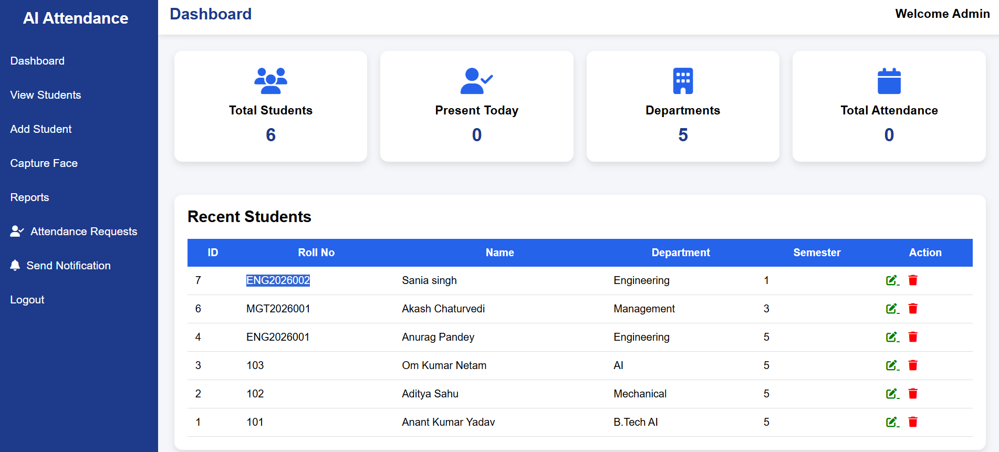 AI Attendance
Dashboard
View Students
Add Student
Capture Face
Reports
Attendance Requests
Send Notification
Logout
Dashboard
Welcome Admin
Total Students
6
Present Today
0
Departments
5
Total Attendance
0
Recent Students
ID Roll No Name Department Semester Action
7 ENG2026002 Sania singh Engineering 1
6 MGT2026001 Akash Chaturvedi Management 3
4 ENG2026001 Anurag Pandey Engineering 5
3 103 Om Kumar Netam AI 5
2 102 Aditya Sahu Mechanical 5
1 101 Anant Kumar Yadav B.Tech AI 5